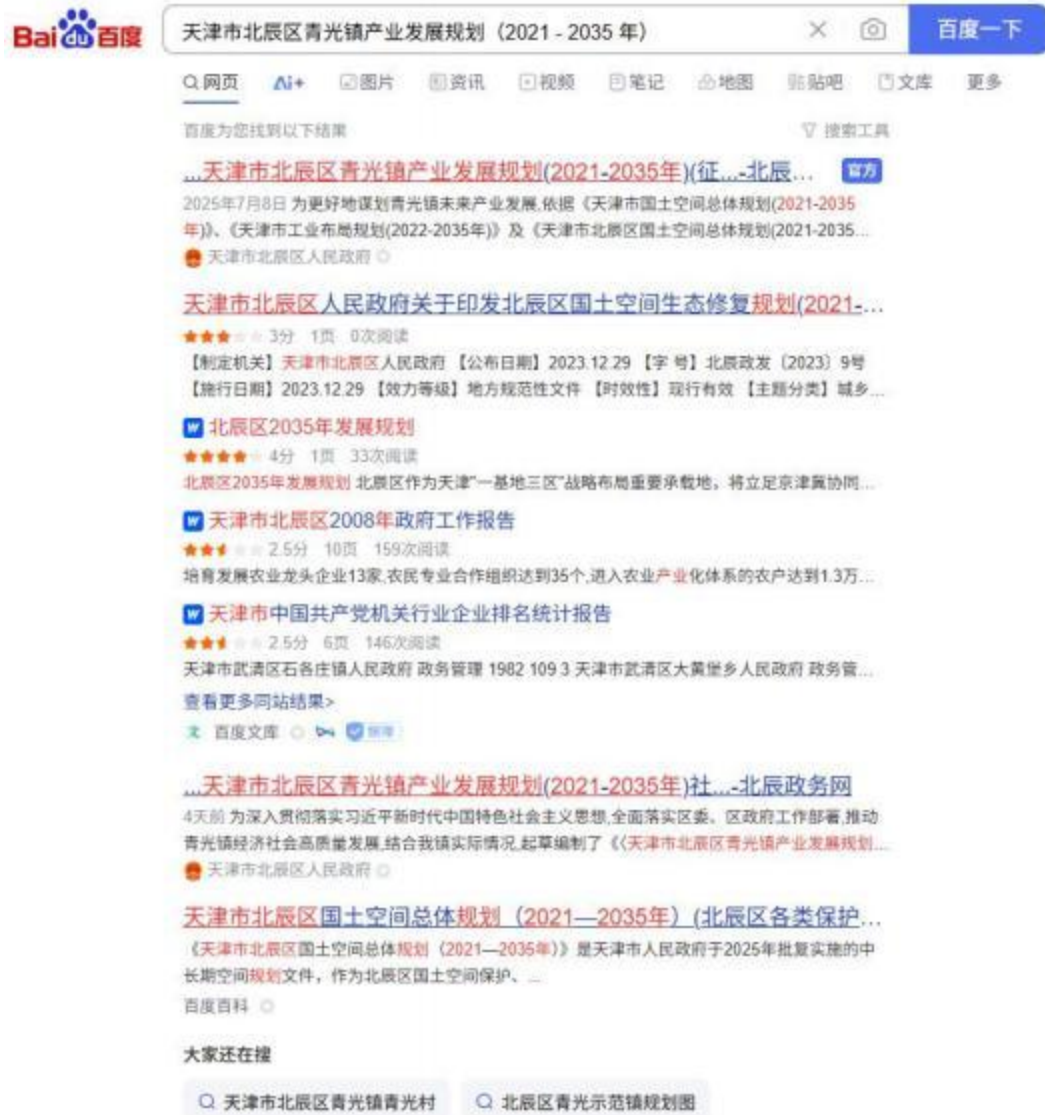 Bai du 百度
天津市北辰区青光镇产业发展规划（2021 - 2035 年）
百度一下
网页 Ai+ 图片 资讯 视频 笔记 地图 贴吧 文库 更多
百度为您找到以下结果 搜索工具
...天津市北辰区青光镇产业发展规划(2021-2035年)(征...-北辰... 官方
2025年7月8日 为更好地谋划青光镇未来产业发展,依据《天津市国土空间总体规划(2021-2035
年)》、《天津市工业布局规划(2022-2035年)》及《天津市北辰区国土空间总体规划(2021-2035...
天津市北辰区人民政府
天津市北辰区人民政府关于印发北辰区国土空间生态修复规划(2021-...
3分 1页 0次阅读
【制定机关】天津市北辰区人民政府 【公布日期】2023.12.29 【字 号】北辰政发〔2023〕9号
【施行日期】2023.12.29 【效力等级】地方规范性文件 【时效性】现行有效 【主题分类】城乡...
北辰区2035年发展规划
4分 1页 33次阅读
北辰区2035年发展规划 北辰区作为天津“一基地三区”战略布局重要承载地，将立足京津冀协同...
天津市北辰区2008年政府工作报告
2.5分 10页 159次阅读
培育发展农业龙头企业13家,农民专业合作组织达到35个,进入农业产业化体系的农户达到1.3万...
天津市中国共产党机关行业企业排名统计报告
2.5分 6页 146次阅读
天津市武清区石各庄镇人民政府 政务管理 1982 109 3 天津市武清区大黄堡乡人民政府 政务管...
查看更多同站结果>
百度文库 保障
...天津市北辰区青光镇产业发展规划(2021-2035年)社...-北辰政务网
4天前 为深入贯彻落实习近平新时代中国特色社会主义思想,全面落实区委、区政府工作部署,推动
青光镇经济社会高质量发展,结合我镇实际情况,起草编制了《〈天津市北辰区青光镇产业发展规划...
天津市北辰区人民政府
天津市北辰区国土空间总体规划（2021—2035年）(北辰区各类保护...
《天津市北辰区国土空间总体规划（2021—2035年）》是天津市人民政府于2025年批复实施的中
长期空间规划文件，作为北辰区国土空间保护、...
百度百科
大家还在搜
天津市北辰区青光镇青光村 北辰区青光示范镇规划图